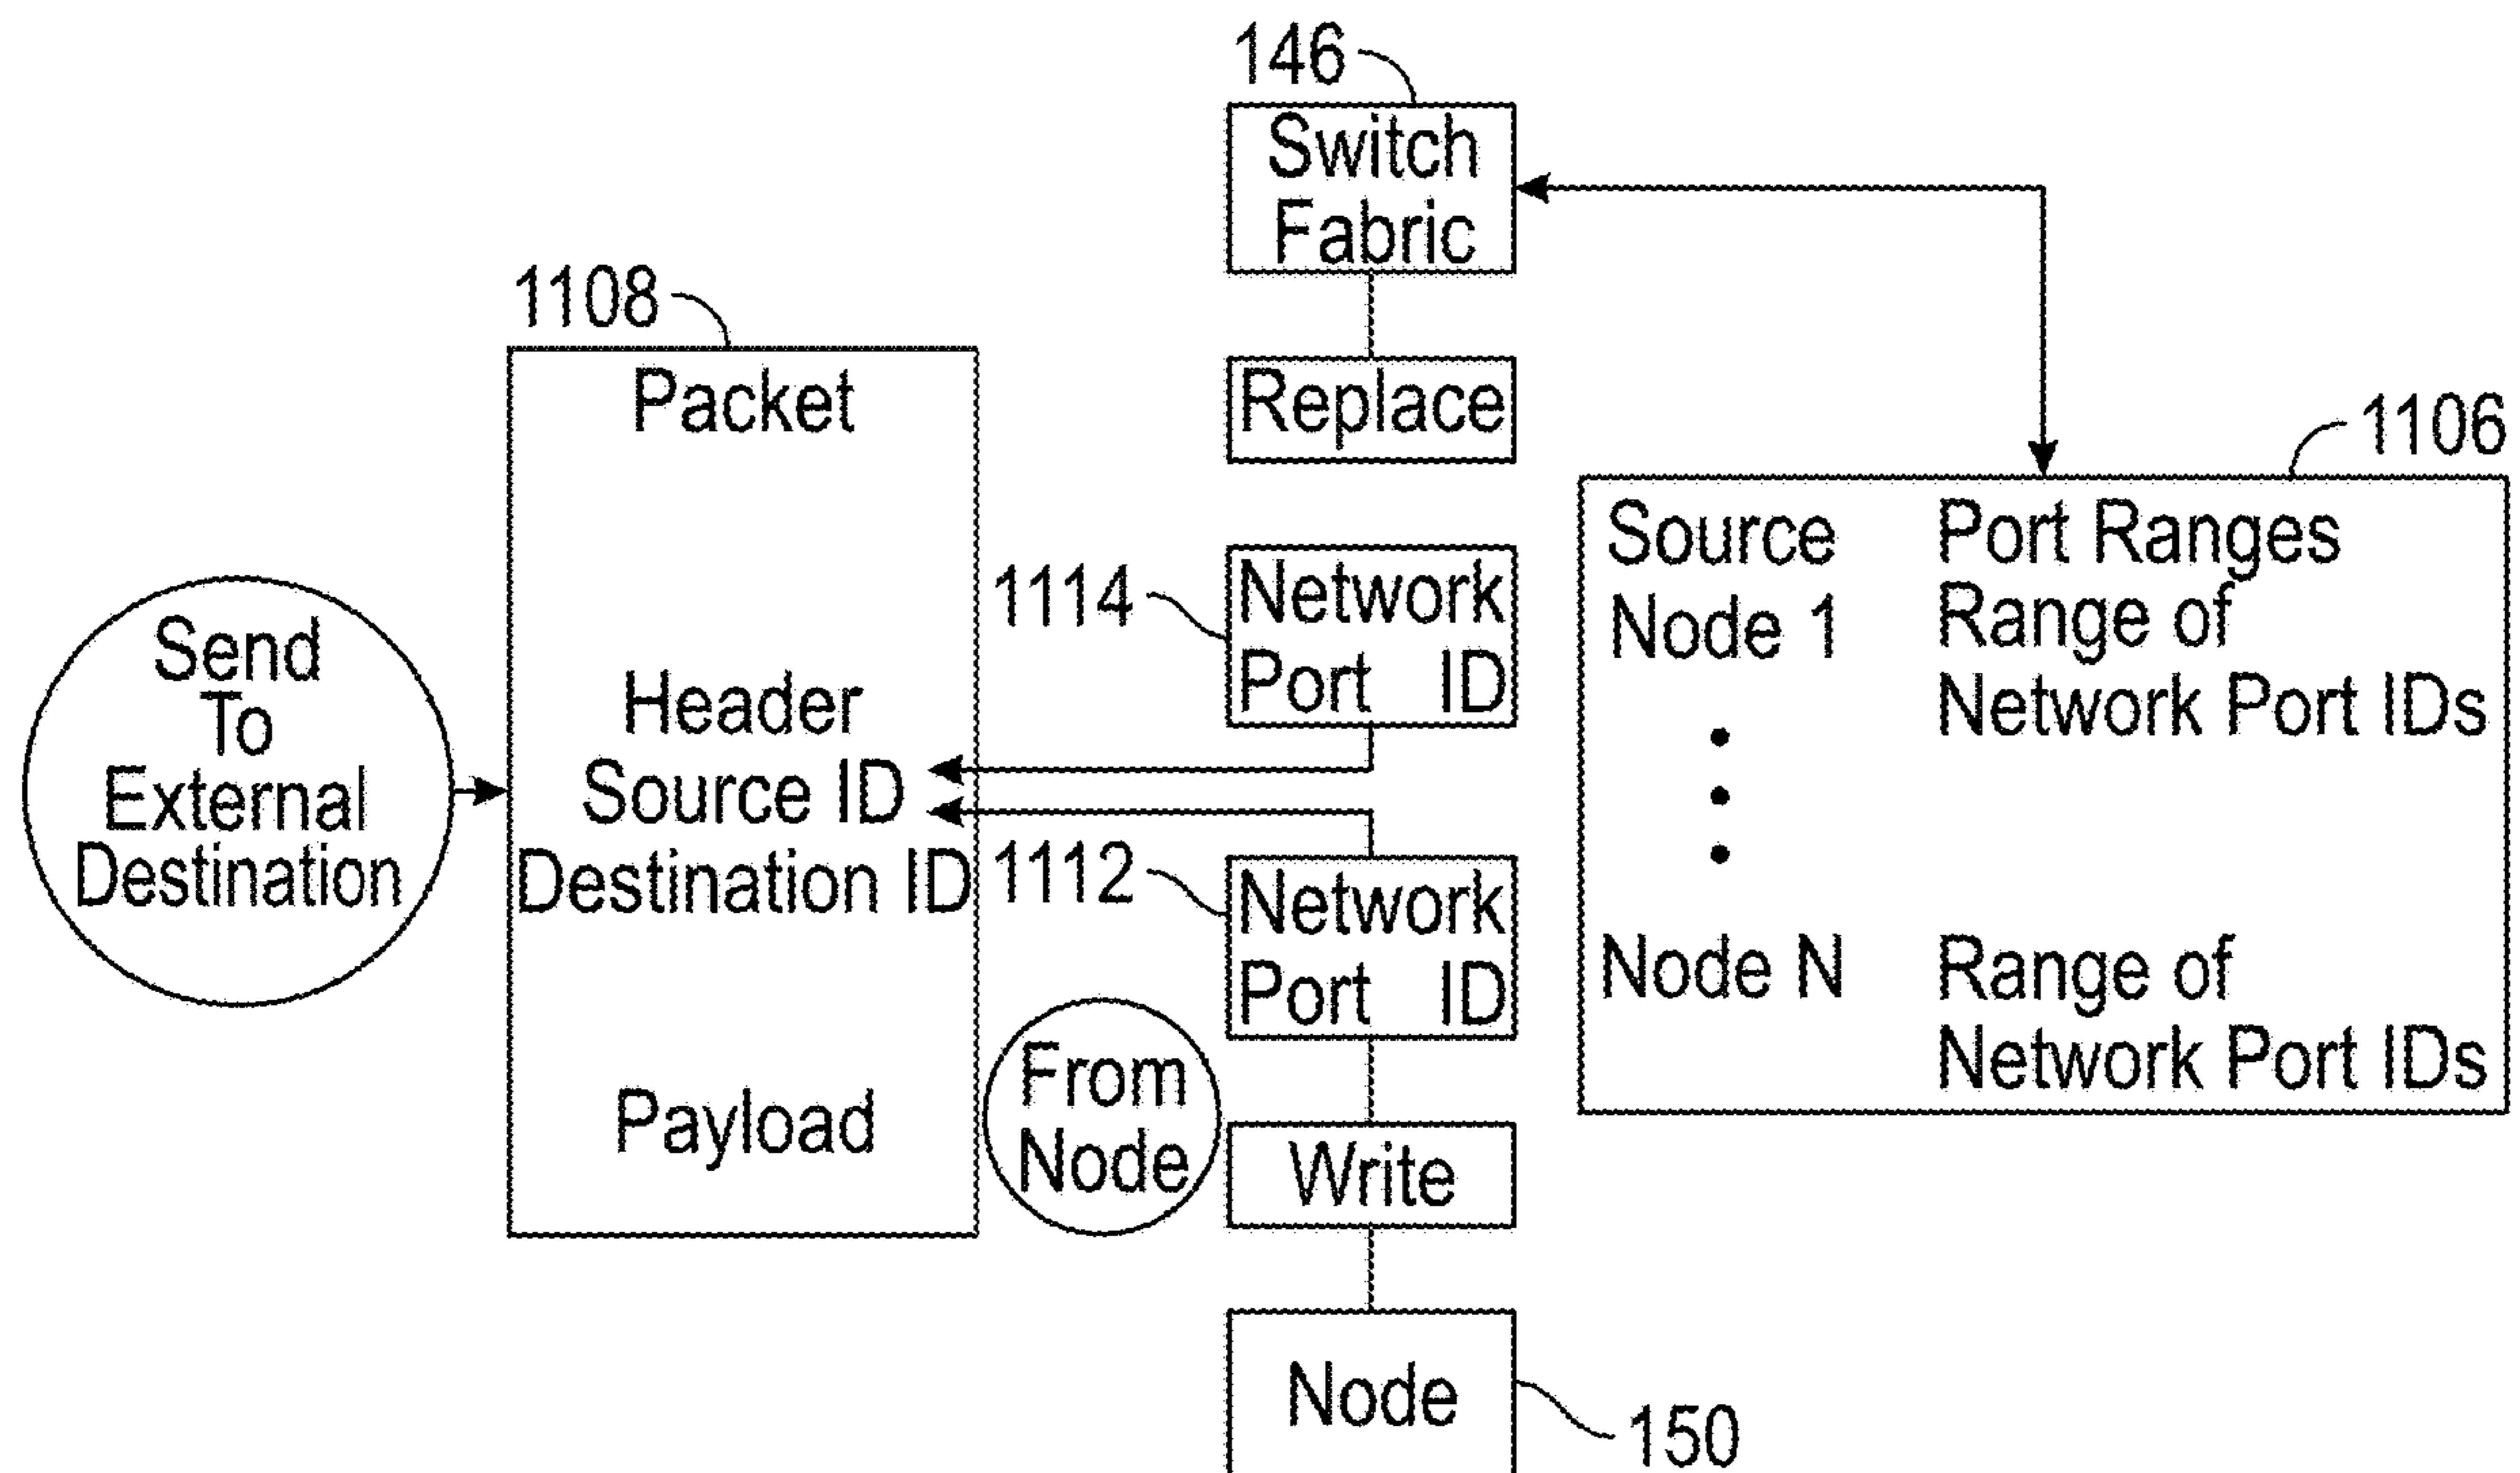 146
Switch
Fabric
1108
Packet
Replace
1106
Source Port Ranges
Node 1 Range of
Network Port IDs
Node N Range of
Network Port IDs
1114
Network
Port ID
Send
To
External
Destination
Header
Source ID
Destination ID
Payload
1112
Network
Port ID
From
Node
Write
Node
150